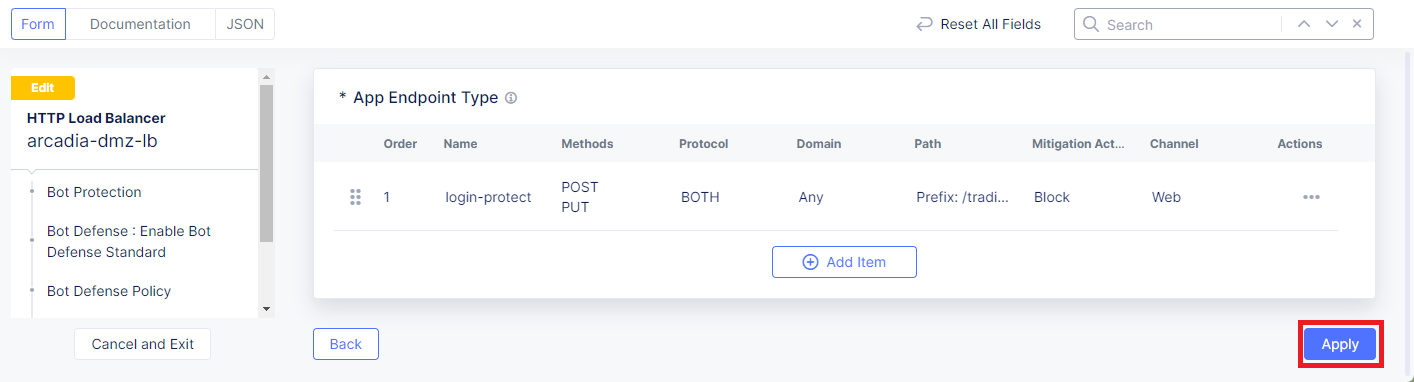 Form Documentation JSON Reset All Fields Search
Edit
HTTP Load Balancer
arcadia-dmz-lb
Bot Protection
Bot Defense : Enable Bot
Defense Standard
Bot Defense Policy
Cancel and Exit
* App Endpoint Type
Order Name Methods Protocol Domain Path Mitigation Act... Channel Actions
1 login-protect POST PUT BOTH Any Prefix: /tradi... Block Web
Add Item
Back Apply